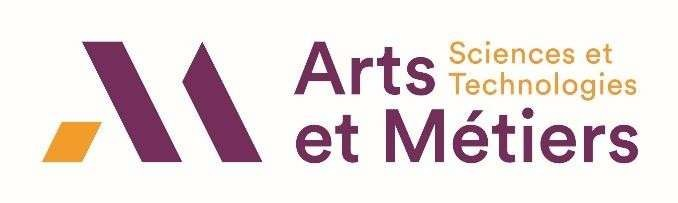 Arts
Sciences et
Technologies
et Métiers